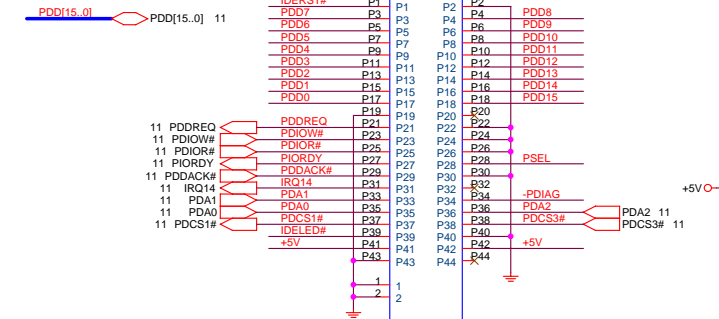 IDERST# P1 P1 P2 P2
PDD[15..0] PDD[15..0] 11 PDD7 P3 P3 P4 P4 PDD8
PDD6 P5 P5 P6 P6 PDD9
PDD5 P7 P7 P8 P8 PDD10
PDD4 P9 P9 P10 P10 PDD11
PDD3 P11 P11 P12 P12 PDD12
PDD2 P13 P13 P14 P14 PDD13
PDD1 P15 P15 P16 P16 PDD14
PDD0 P17 P17 P18 P18 PDD15
P19 P19 P20 P20
11 PDDREQ PDDREQ P21 P21 P22 P22
11 PDIOW# PDIOW# P23 P23 P24 P24
11 PDIOR# PDIOR# P25 P25 P26 P26
11 PIORDY PIORDY P27 P27 P28 P28 PSEL
11 PDDACK# PDDACK# P29 P29 P30 P30
11 IRQ14 IRQ14 P31 P31 P32 P32 +5V
11 PDA1 PDA1 P33 P33 P34 P34 -PDIAG
11 PDA0 PDA0 P35 P35 P36 P36 PDA2 PDA2 11
11 PDCS1# PDCS1# P37 P37 P38 P38 PDCS3# PDCS3# 11
IDELED# P39 P39 P40 P40
+5V P41 P41 P42 P42 +5V
P43 P43 P44 P44
1 1
2 2